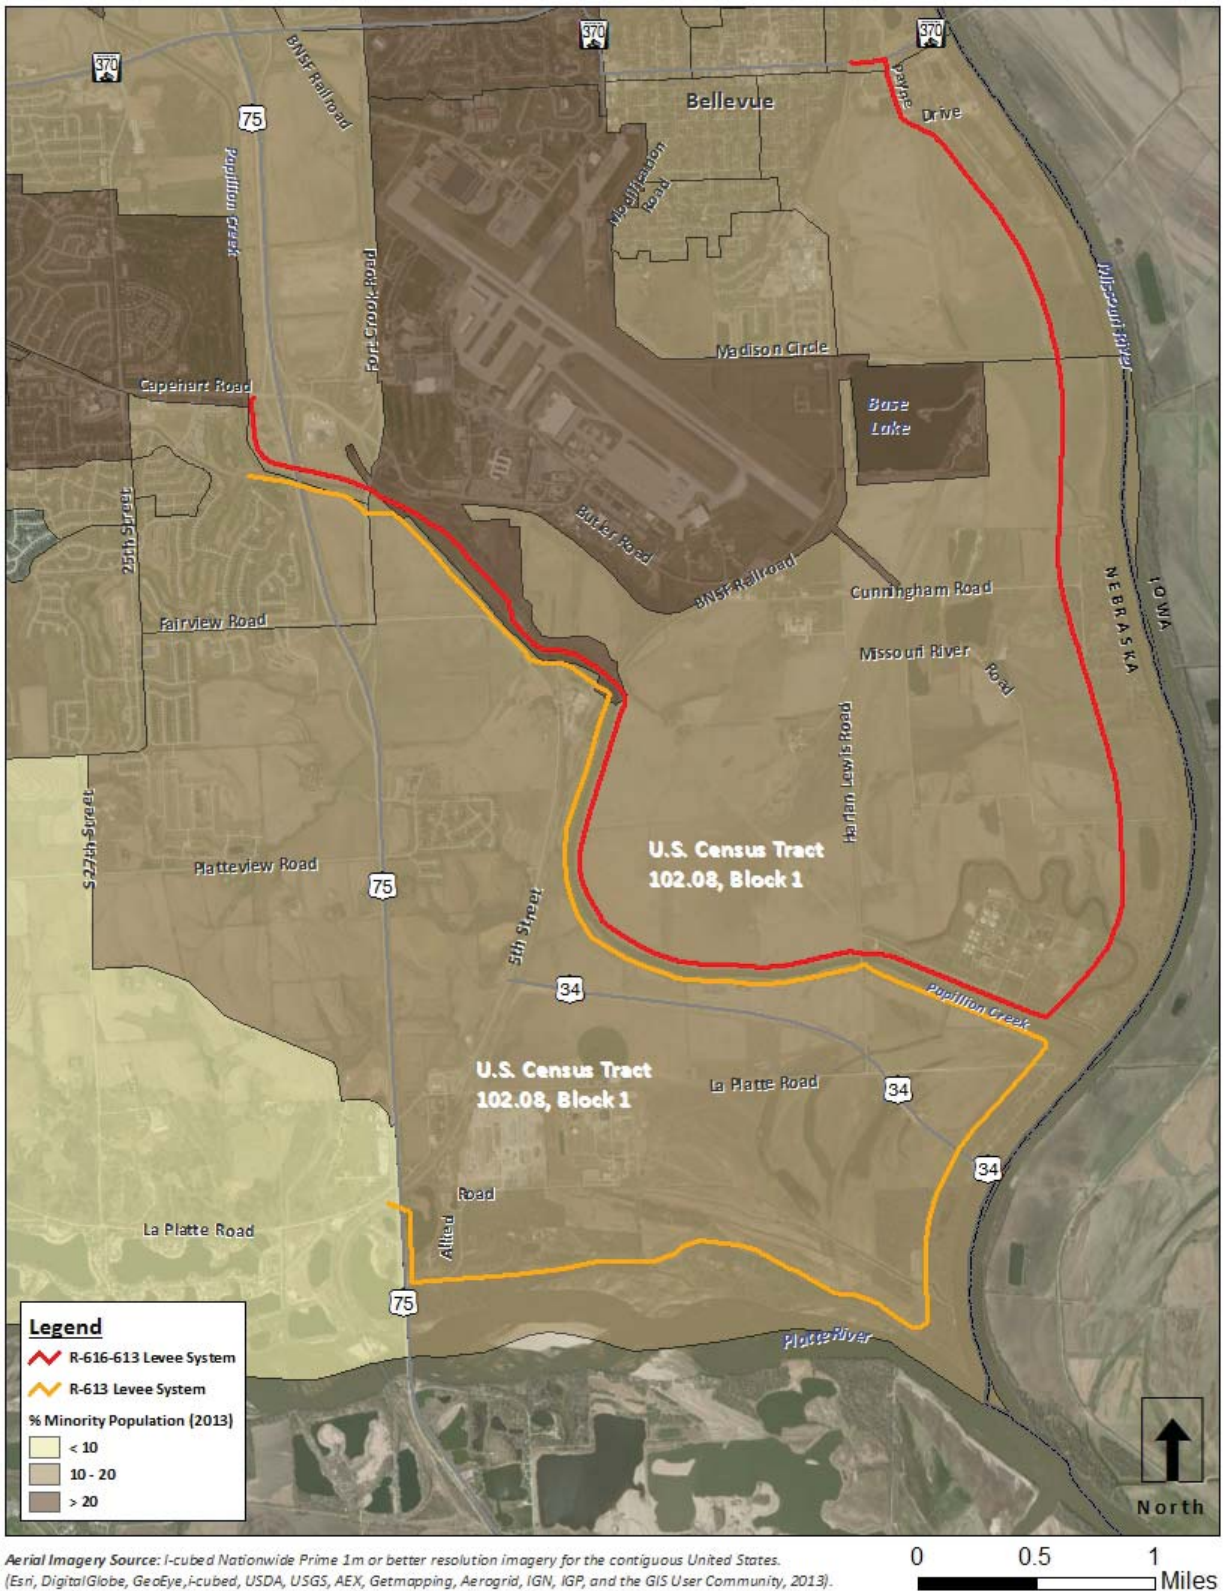 370
370
370
BNSF Railroad
75
Papillion Creek
Bellevue
Payne
Drive
Modification
Road
Fort Crook Road
Missouri River
Madison Circle
Capehart Road
Base
Lake
25th Street
Butler Road
BNSF Railroad
Cunningham Road
NEBRASKA
IOWA
Fairview Road
Missouri River
Road
Harlan Lewis Road
S 27th Street
Platteview Road
75
U.S. Census Tract
102.08, Block 1
5th Street
34
Papillion Creek
U.S. Census Tract
102.08, Block 1
La Platte Road
34
34
Road
Allied
La Platte Road
75
Platte River
Legend
R-616-613 Levee System
R-613 Levee System
% Minority Population (2013)
< 10
10 - 20
> 20
North
Aerial Imagery Source: I-cubed Nationwide Prime 1m or better resolution imagery for the contiguous United States.
(Esri, DigitalGlobe, GeoEye,i-cubed, USDA, USGS, AEX, Getmapping, Aerogrid, IGN, IGP, and the GIS User Community, 2013).
0 0.5 1
Miles